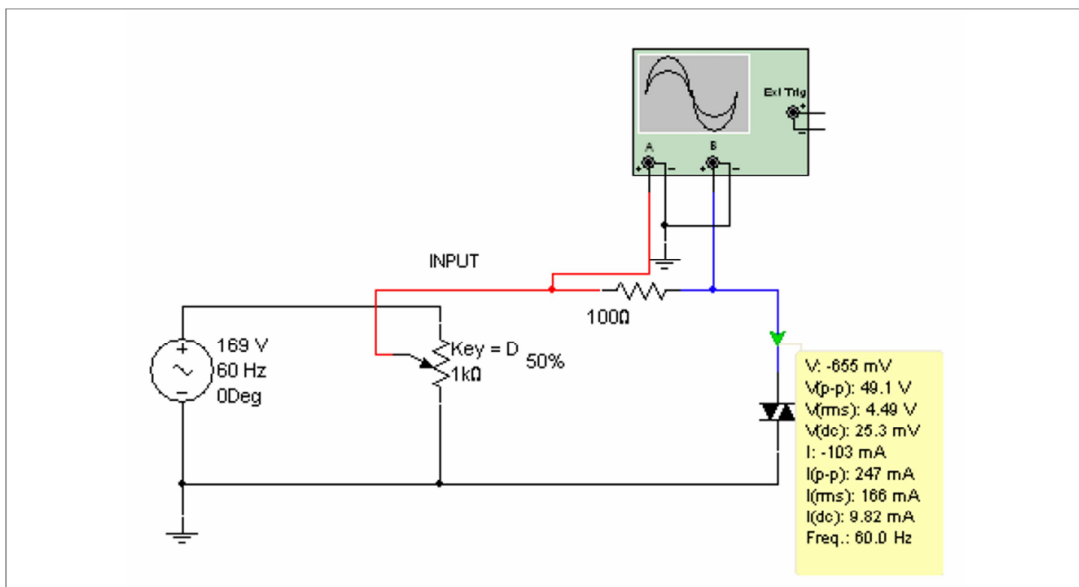 Ext Trig
+
-
A
B
+ - + -
INPUT
100Ω
169 V
60 Hz
0Deg
Key = D
50%
1kΩ
V: -655 mV
V(p-p): 49.1 V
V(rms): 4.49 V
V(dc): 25.3 mV
I: -103 mA
I(p-p): 247 mA
I(rms): 166 mA
I(dc): 9.82 mA
Freq.: 60.0 Hz